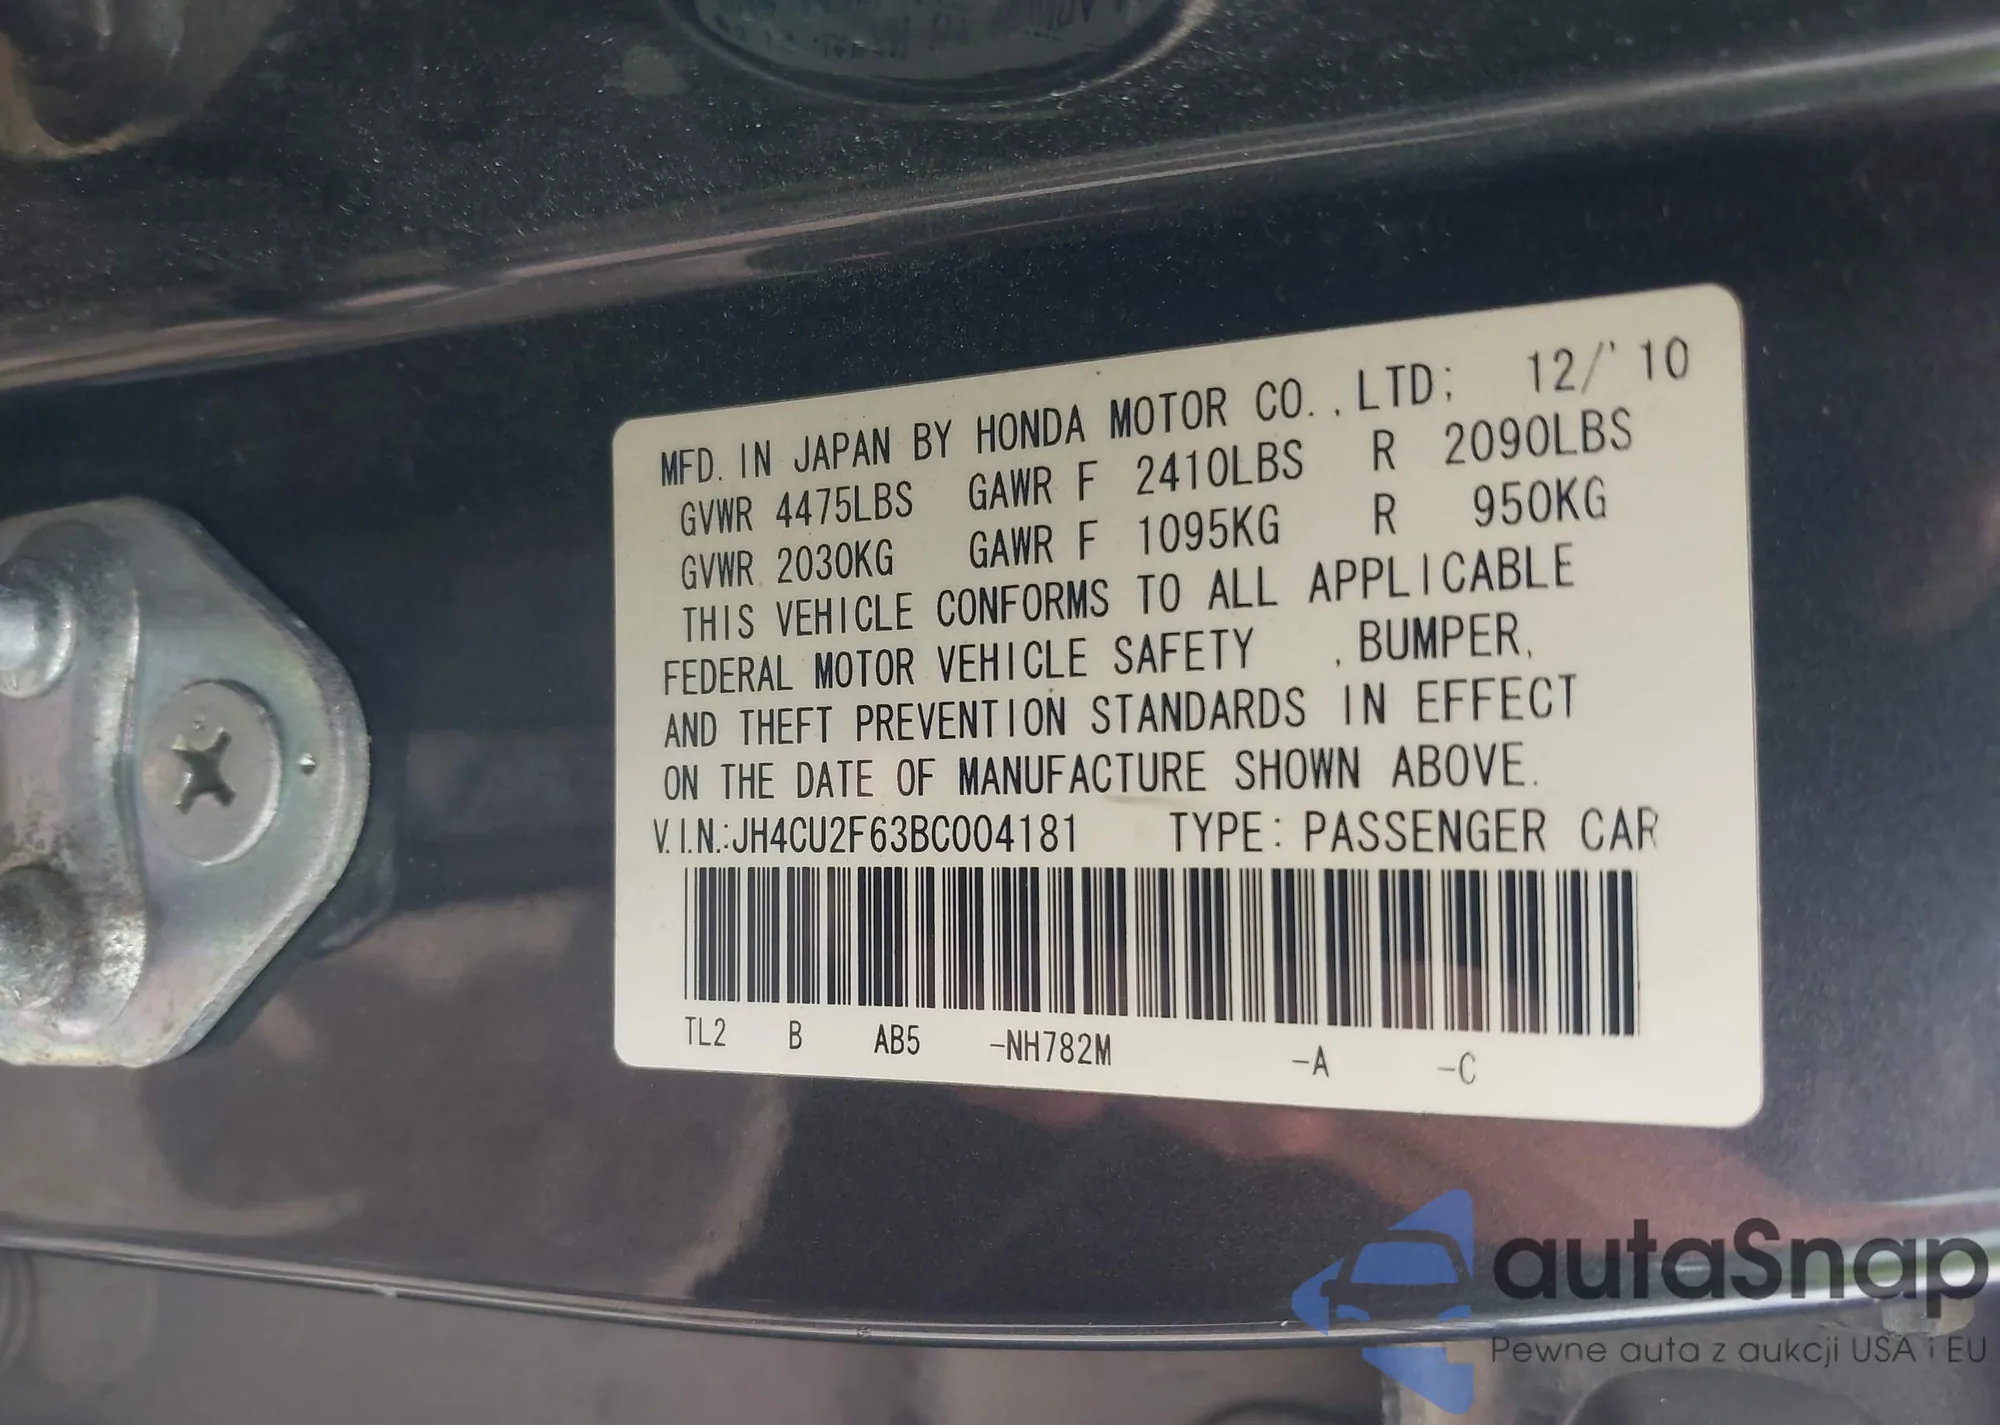 MFD. IN JAPAN BY HONDA MOTOR CO., LTD; 12/'10
GVWR 4475LBS GAWR F 2410LBS R 2090LBS
GVWR 2030KG GAWR F 1095KG R 950KG
THIS VEHICLE CONFORMS TO ALL APPLICABLE
FEDERAL MOTOR VEHICLE SAFETY , BUMPER,
AND THEFT PREVENTION STANDARDS IN EFFECT
ON THE DATE OF MANUFACTURE SHOWN ABOVE.
V.I.N.:JH4CU2F63BC004181 TYPE: PASSENGER CAR
TL2 B AB5 -NH782M -A -C
autaSnap
Pewne auta z aukcji USA i EU